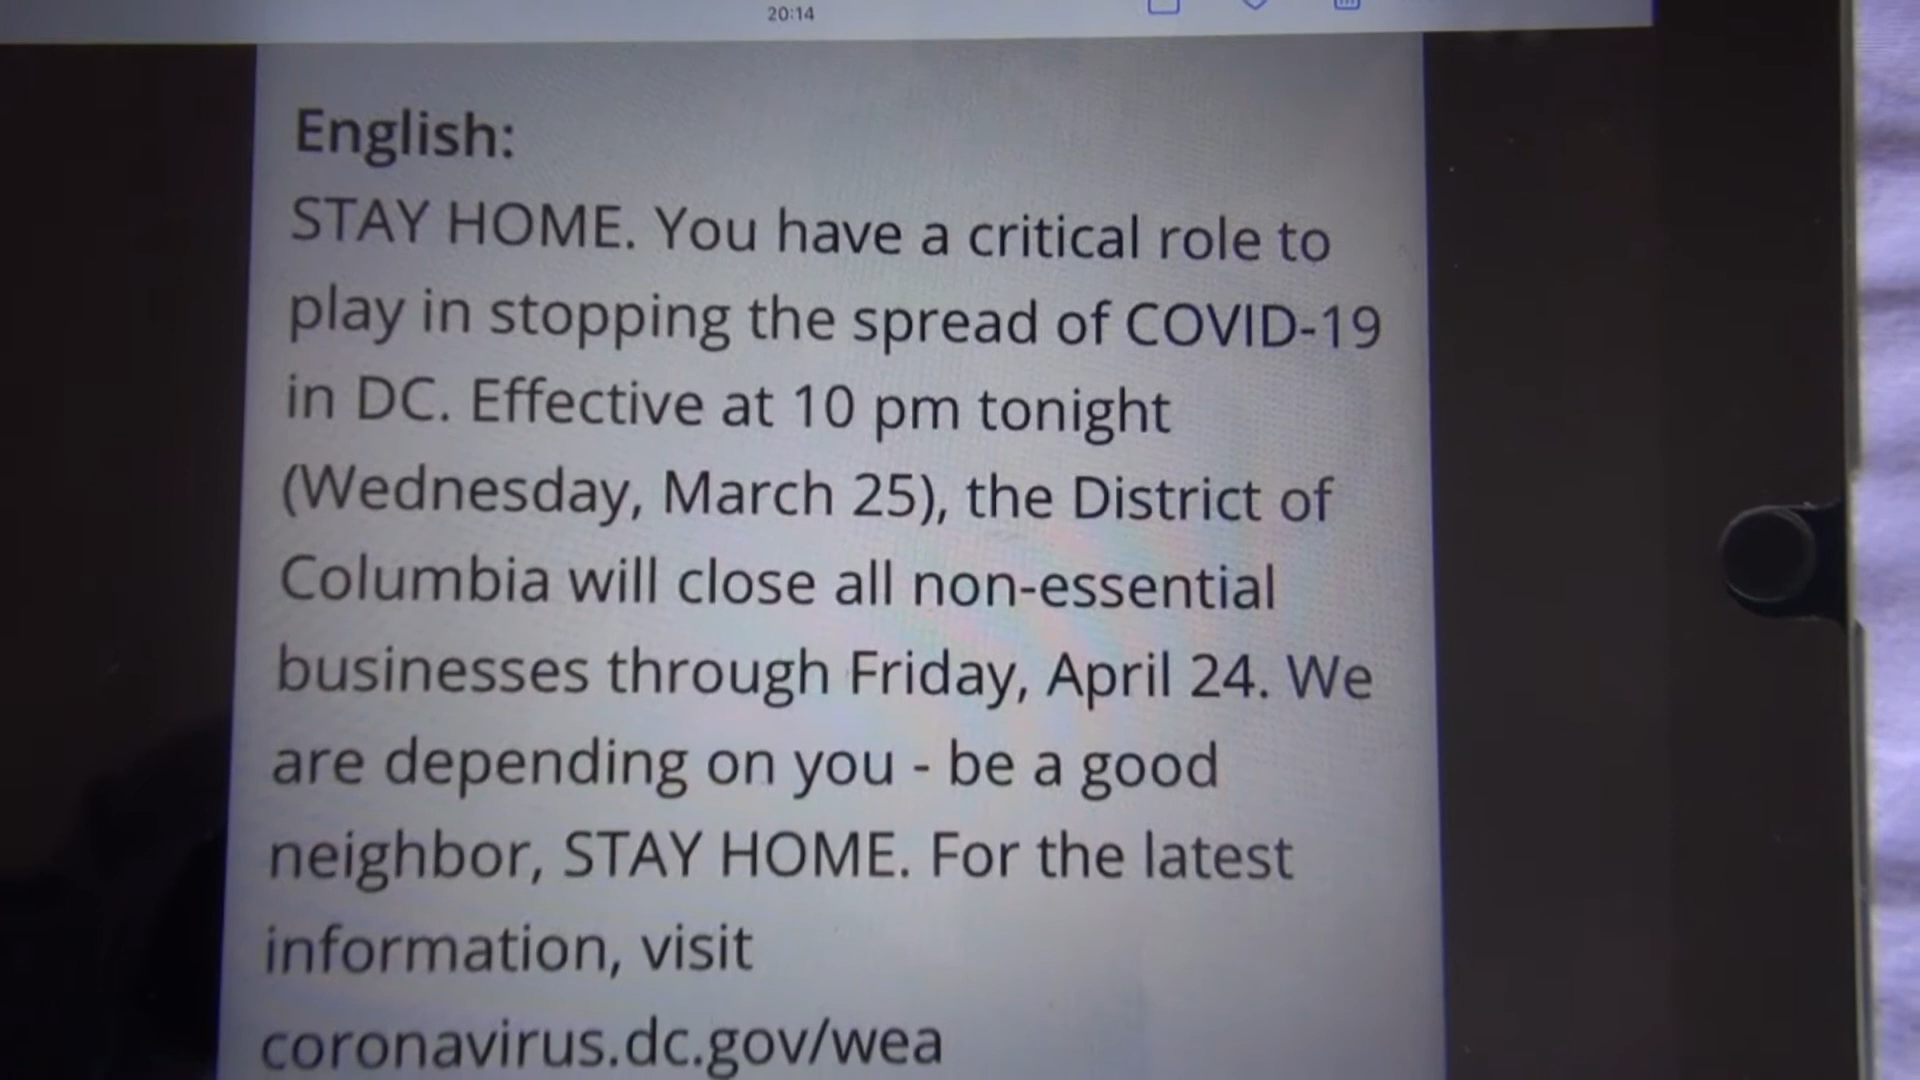 20:14
English:
STAY HOME. You have a critical role to
play in stopping the spread of COVID-19
in DC. Effective at 10 pm tonight
(Wednesday, March 25), the District of
Columbia will close all non-essential
businesses through Friday, April 24. We
are depending on you - be a good
neighbor, STAY HOME. For the latest
information, visit
coronavirus.dc.gov/wea